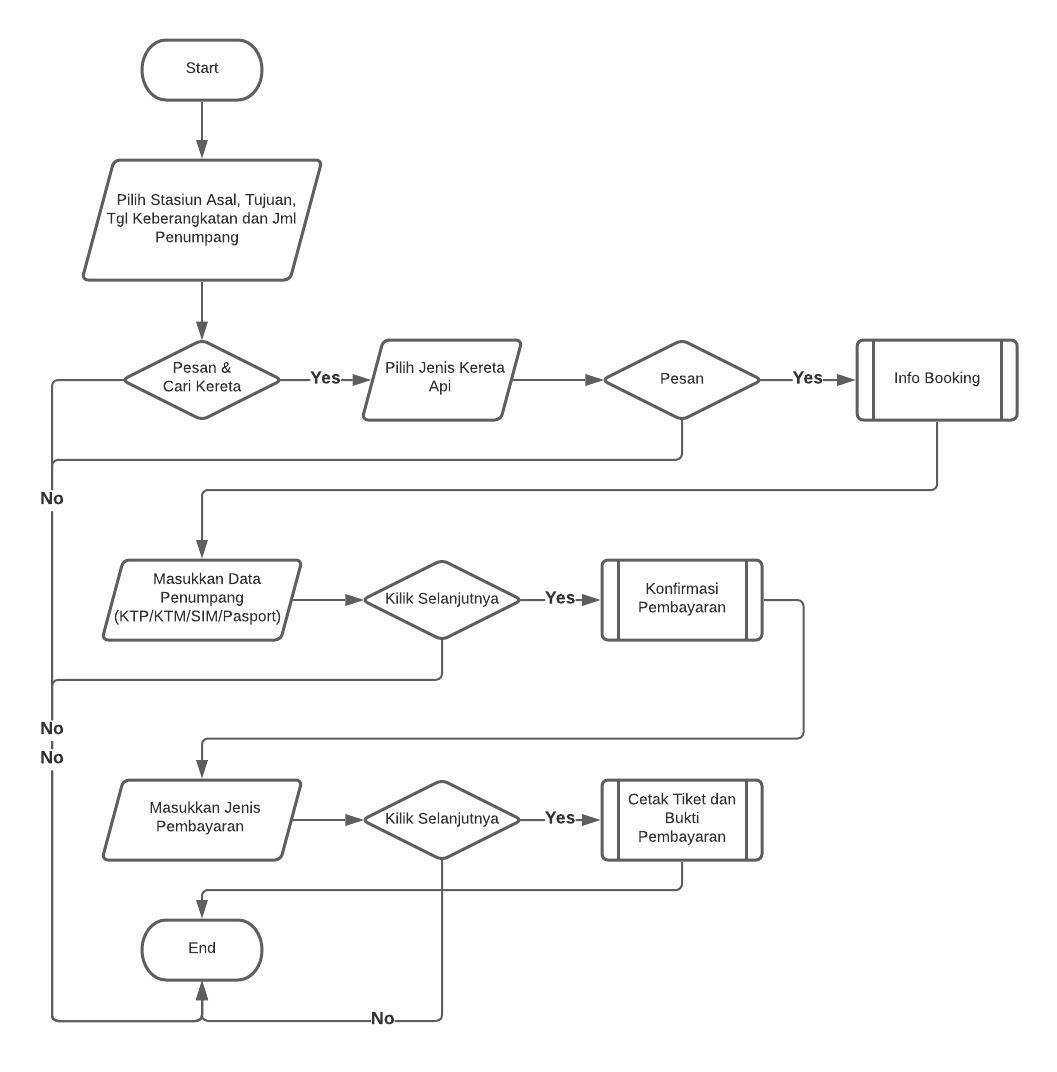 Start
Pilih Stasiun Asal, Tujuan,
Tgl Keberangkatan dan Jml
Penumpang
Pesan &
Cari Kereta
Yes
Pilih Jenis Kereta
Api
Pesan
Yes
Info Booking
No
Masukkan Data
Penumpang
(KTP/KTM/SIM/Pasport)
Kilik Selanjutnya
Yes
Konfirmasi
Pembayaran
No
No
Masukkan Jenis
Pembayaran
Kilik Selanjutnya
Yes
Cetak Tiket dan
Bukti
Pembayaran
End
No